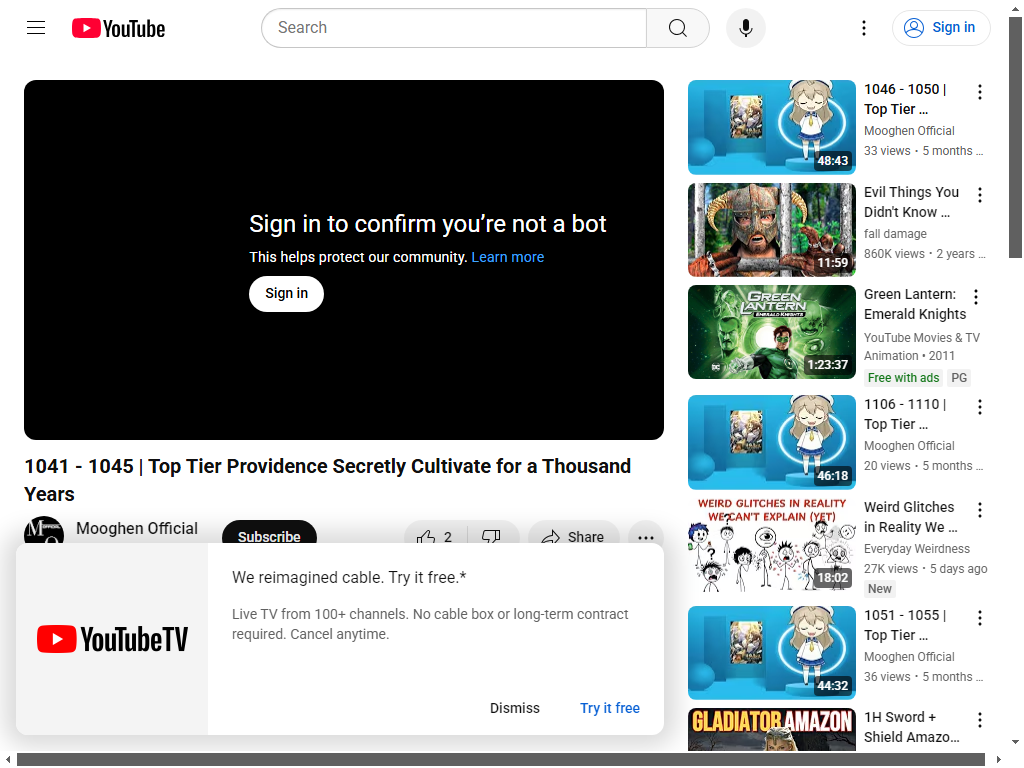 YouTube
Search
Sign in
Sign in to confirm you’re not a bot
This helps protect our community. Learn more
Sign in
1041 - 1045 | Top Tier Providence Secretly Cultivate for a Thousand
Years
Mooghen Official
Subscribe
2
Share
YouTubeTV
We reimagined cable. Try it free.*
Live TV from 100+ channels. No cable box or long-term contract
required. Cancel anytime.
Dismiss
Try it free
48:43
1046 - 1050 |
Top Tier ...
Mooghen Official
33 views • 5 months ...
11:59
Evil Things You
Didn't Know ...
fall damage
860K views • 2 years ...
GREEN
LANTERN
EMERALD KNIGHTS
DC
1:23:37
Green Lantern:
Emerald Knights
YouTube Movies & TV
Animation • 2011
Free with ads
PG
46:18
1106 - 1110 |
Top Tier ...
Mooghen Official
20 views • 5 months ...
WEIRD GLITCHES IN REALITY
WE CAN'T EXPLAIN (YET)
18:02
Weird Glitches
in Reality We ...
Everyday Weirdness
27K views • 5 days ago
New
44:32
1051 - 1055 |
Top Tier ...
Mooghen Official
36 views • 5 months ...
GLADIATOR AMAZON
1H Sword +
Shield Amazo...